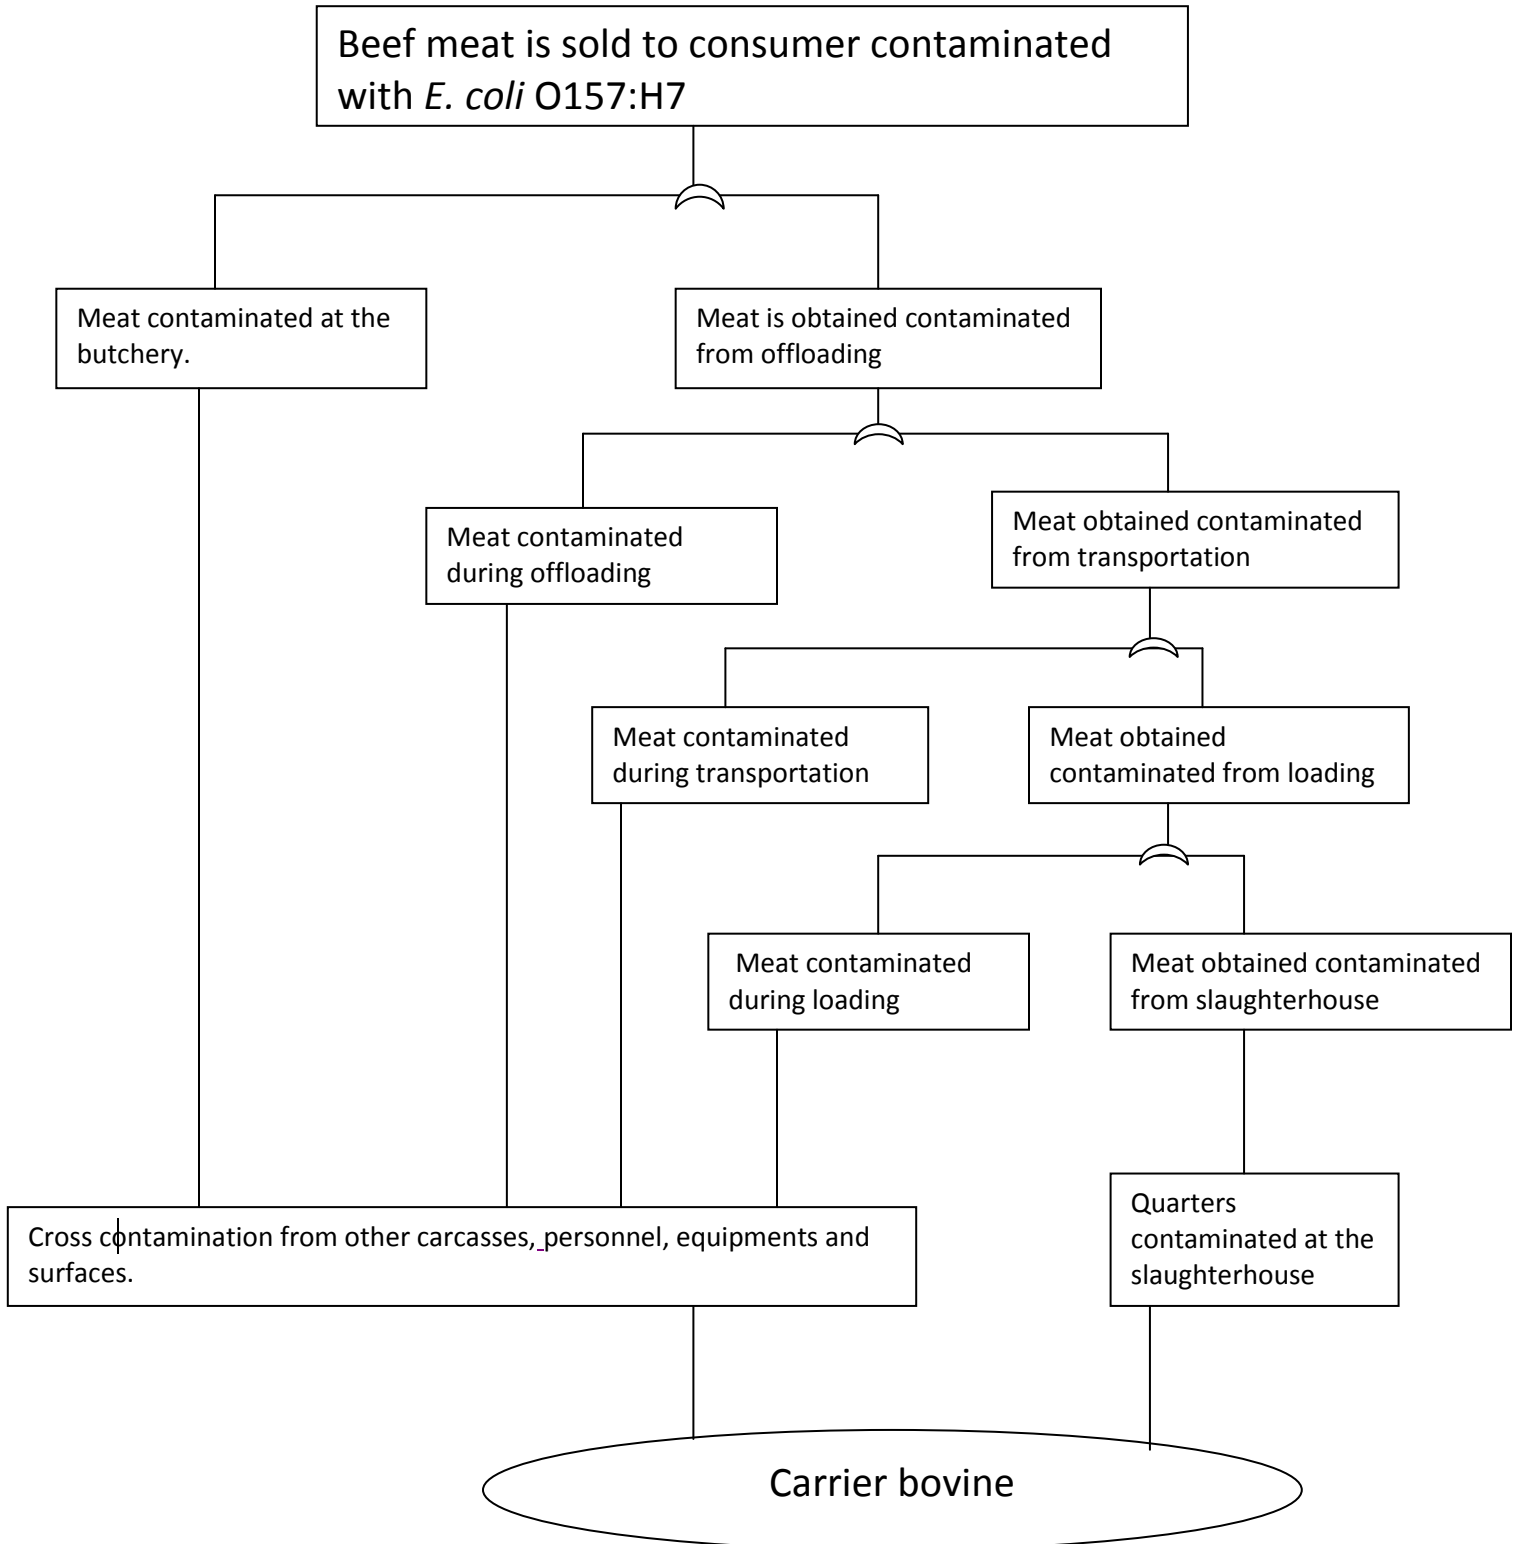 Beef meat is sold to consumer contaminated
with E. coli O157:H7
Meat contaminated at the
butchery.
Meat is obtained contaminated
from offloading
Meat contaminated
during offloading
Meat obtained contaminated
from transportation
Meat contaminated
during transportation
Meat obtained
contaminated from loading
Meat contaminated
during loading
Meat obtained contaminated
from slaughterhouse
Cross contamination from other carcasses, personnel, equipments and
surfaces.
Quarters
contaminated at the
slaughterhouse
Carrier bovine